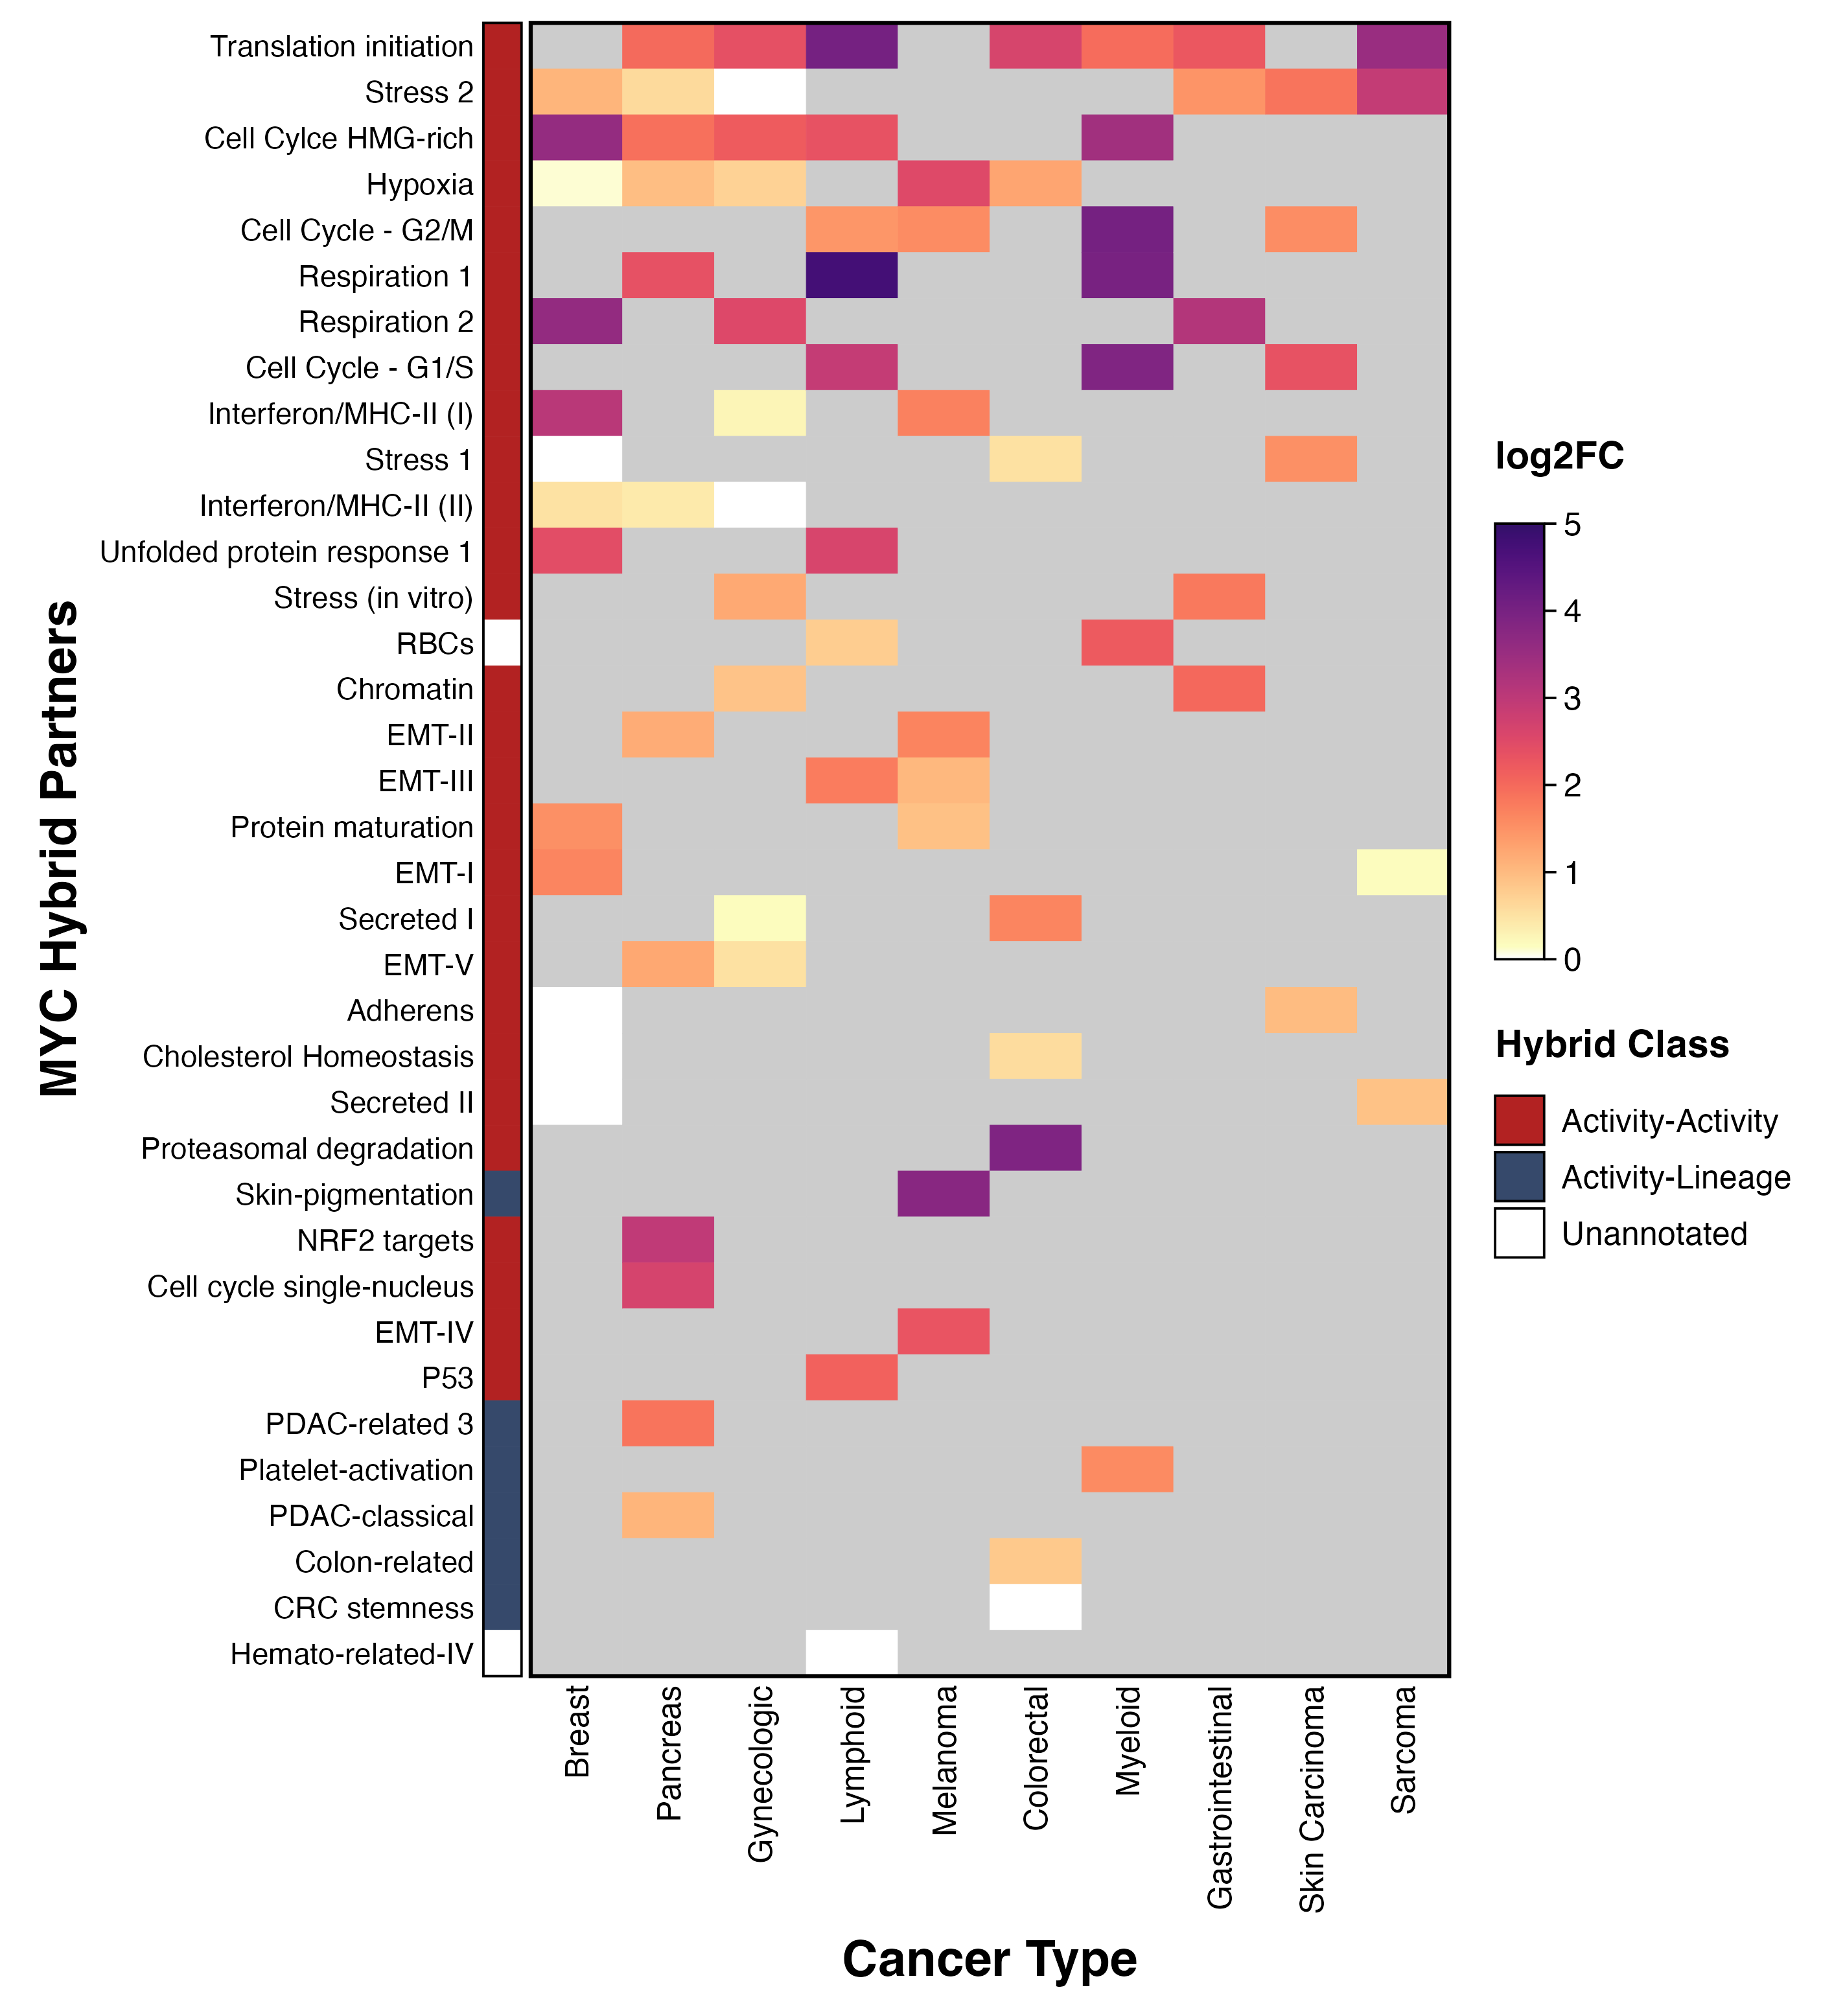 Translation initiation
Stress 2
Cell Cylce HMG-rich
Hypoxia
Cell Cycle - G2/M
Respiration 1
Respiration 2
Cell Cycle - G1/S
Interferon/MHC-II (I)
Stress 1
Interferon/MHC-II (II)
Unfolded protein response 1
Stress (in vitro)
RBCs
Chromatin
EMT-II
EMT-III
Protein maturation
EMT-I
Secreted I
EMT-V
Adherens
Cholesterol Homeostasis
Secreted II
Proteasomal degradation
Skin-pigmentation
NRF2 targets
Cell cycle single-nucleus
EMT-IV
P53
PDAC-related 3
Platelet-activation
PDAC-classical
Colon-related
CRC stemness
Hemato-related-IV
MYC Hybrid Partners
Breast
Pancreas
Gynecologic
Lymphoid
Melanoma
Colorectal
Myeloid
Gastrointestinal
Skin Carcinoma
Sarcoma
Cancer Type
log2FC
5
4
3
2
1
0
Hybrid Class
Activity-Activity
Activity-Lineage
Unannotated